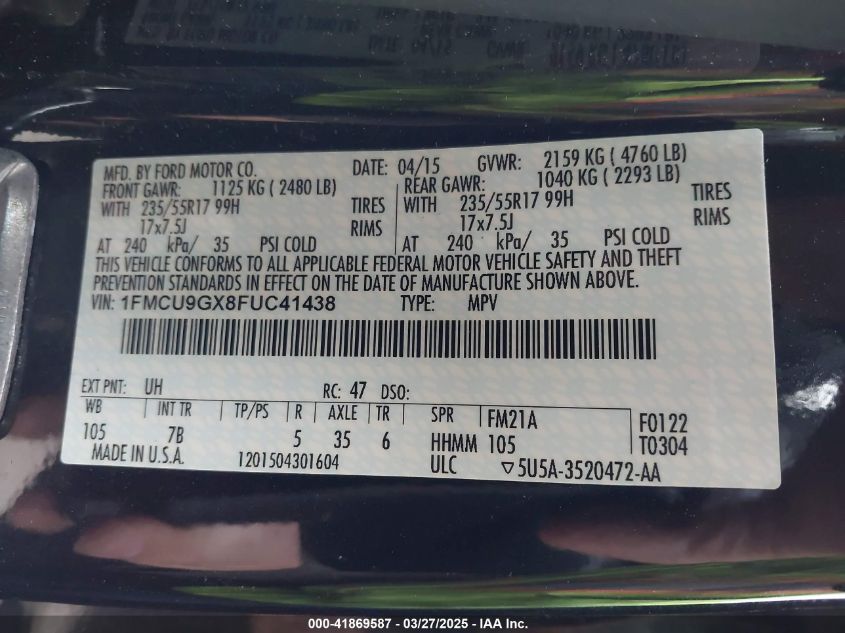 MFD. BY FORD MOTOR CO. DATE: 04/15 GVWR: 2159 KG ( 4760 LB)
FRONT GAWR: 1125 KG ( 2480 LB) REAR GAWR: 1040 KG ( 2293 LB)
WITH 235/55R17 99H TIRES WITH 235/55R17 99H TIRES
17x7.5J RIMS 17x7.5J RIMS
AT 240 kPa/ 35 PSI COLD AT 240 kPa/ 35 PSI COLD
THIS VEHICLE CONFORMS TO ALL APPLICABLE FEDERAL MOTOR VEHICLE SAFETY AND THEFT
PREVENTION STANDARDS IN EFFECT ON THE DATE OF MANUFACTURE SHOWN ABOVE.
VIN: 1FMCU9GX8FUC41438 TYPE: MPV
EXT PNT: UH RC: 47 DSO:
WB INT TR TP/PS R AXLE TR SPR FM21A F0122
105 7B 5 35 6 HHMM 105 T0304
MADE IN U.S.A. 1201504301604 ULC ▽5U5A-3520472-AA
000-41869587 — 03/27/2025 — IAA Inc.